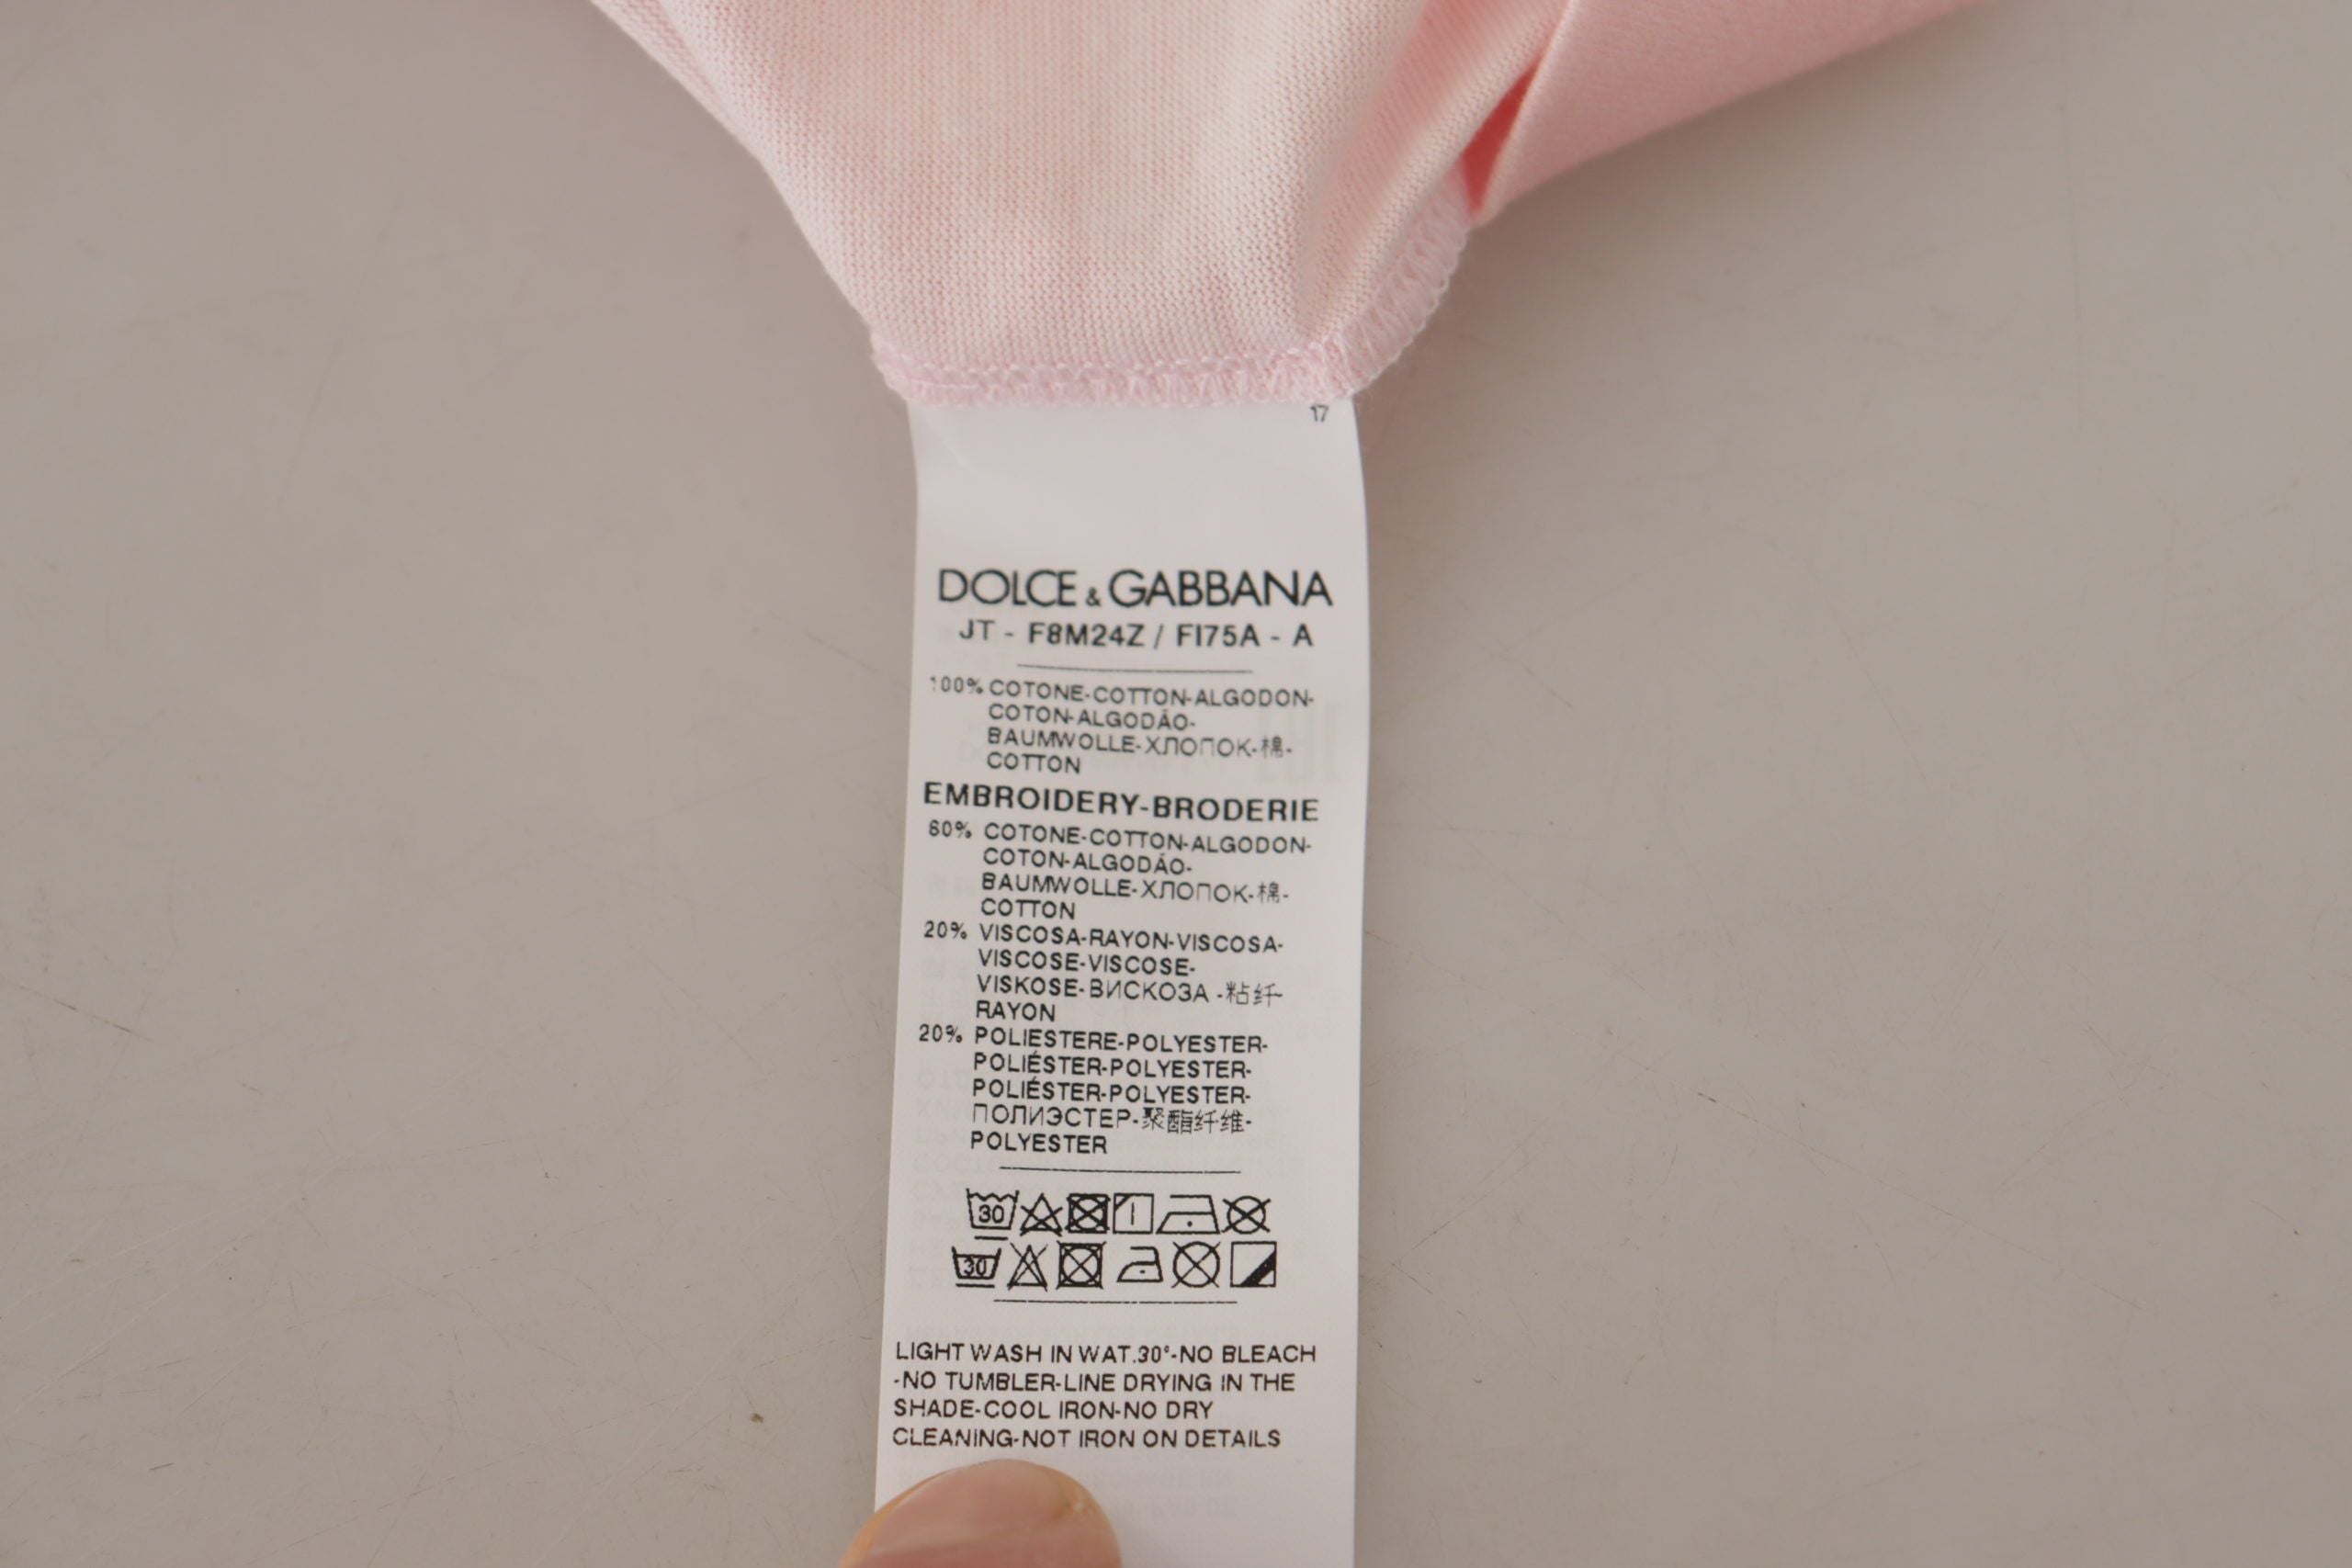 17
DOLCE & GABBANA
JT - F8M24Z / FI75A - A
100% COTONE-COTTON-ALGODON-
COTON-ALGODÃO-
BAUMWOLLE-ХЛОПОК-棉-
COTTON
EMBROIDERY-BRODERIE
60% COTONE-COTTON-ALGODON-
COTON-ALGODÃO-
BAUMWOLLE-ХЛОПОК-棉-
COTTON
20% VISCOSA-RAYON-VISCOSA-
VISCOSE-VISCOSE-
VISKOSE-ВИСКОЗА -粘纤-
RAYON
20% POLIESTERE-POLYESTER-
POLIÉSTER-POLYESTER-
POLIÉSTER-POLYESTER-
ПОЛИЭСТЕР-聚酯纤维-
POLYESTER
30
30
LIGHT WASH IN WAT.30°-NO BLEACH
-NO TUMBLER-LINE DRYING IN THE
SHADE-COOL IRON-NO DRY
CLEANING-NOT IRON ON DETAILS